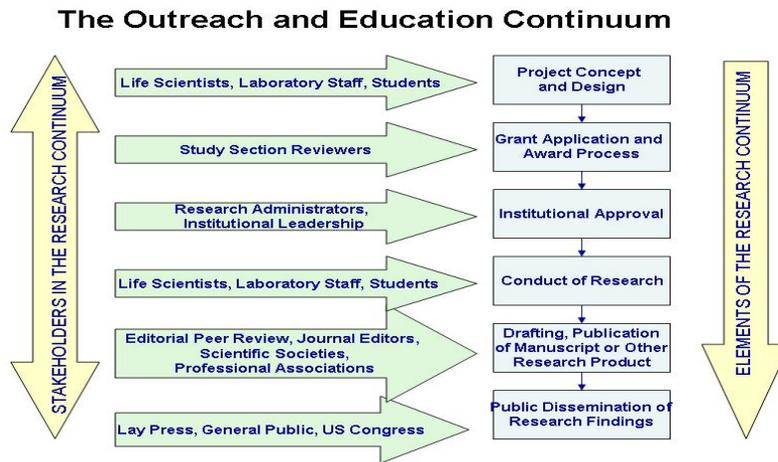 The Outreach and Education Continuum
STAKEHOLDERS IN THE RESEARCH CONTINUUM
Life Scientists, Laboratory Staff, Students
Project Concept
and Design
Study Section Reviewers
Grant Application and
Award Process
Research Administrators,
Institutional Leadership
Institutional Approval
Life Scientists, Laboratory Staff, Students
Conduct of Research
Editorial Peer Review, Journal Editors,
Scientific Societies,
Professional Associations
Drafting, Publication
of Manuscript or Other
Research Product
Lay Press, General Public, US Congress
Public Dissemination of
Research Findings
ELEMENTS OF THE RESEARCH CONTINUUM